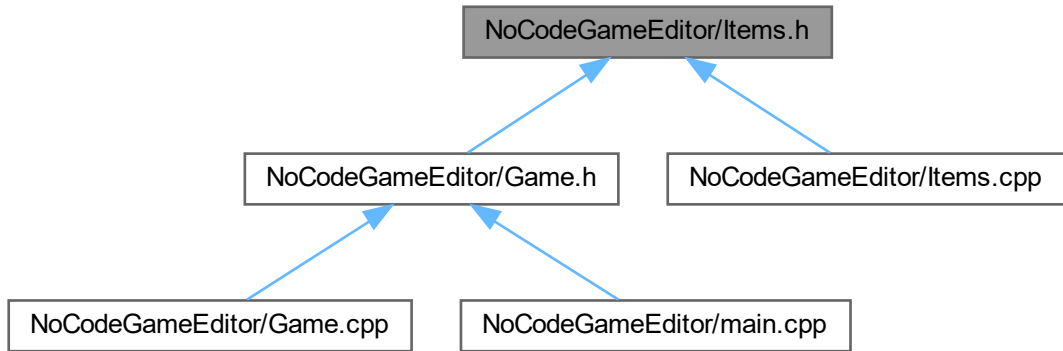 NoCodeGameEditor/Items.h
NoCodeGameEditor/Game.h
NoCodeGameEditor/Items.cpp
NoCodeGameEditor/Game.cpp
NoCodeGameEditor/main.cpp